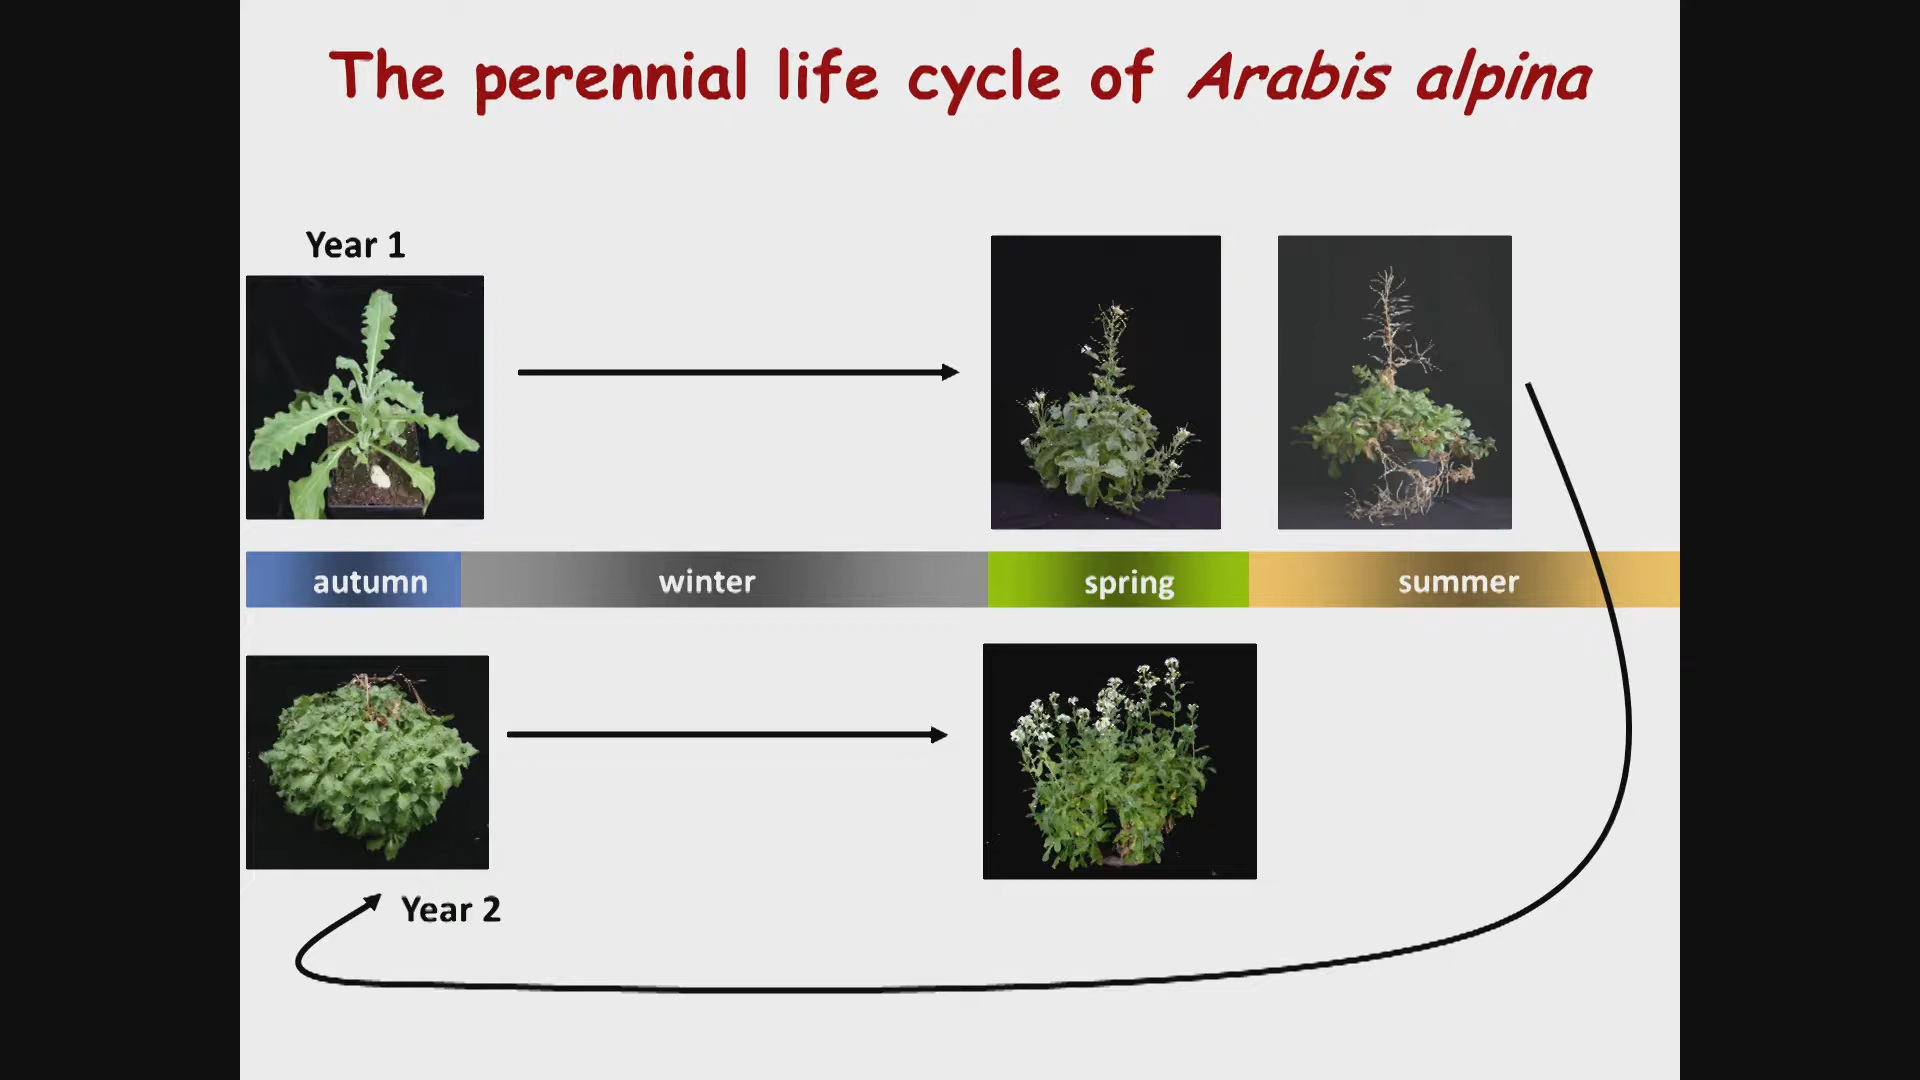 The perennial life cycle of Arabis alpina
Year 1
autumn
winter
spring
summer
Year 2